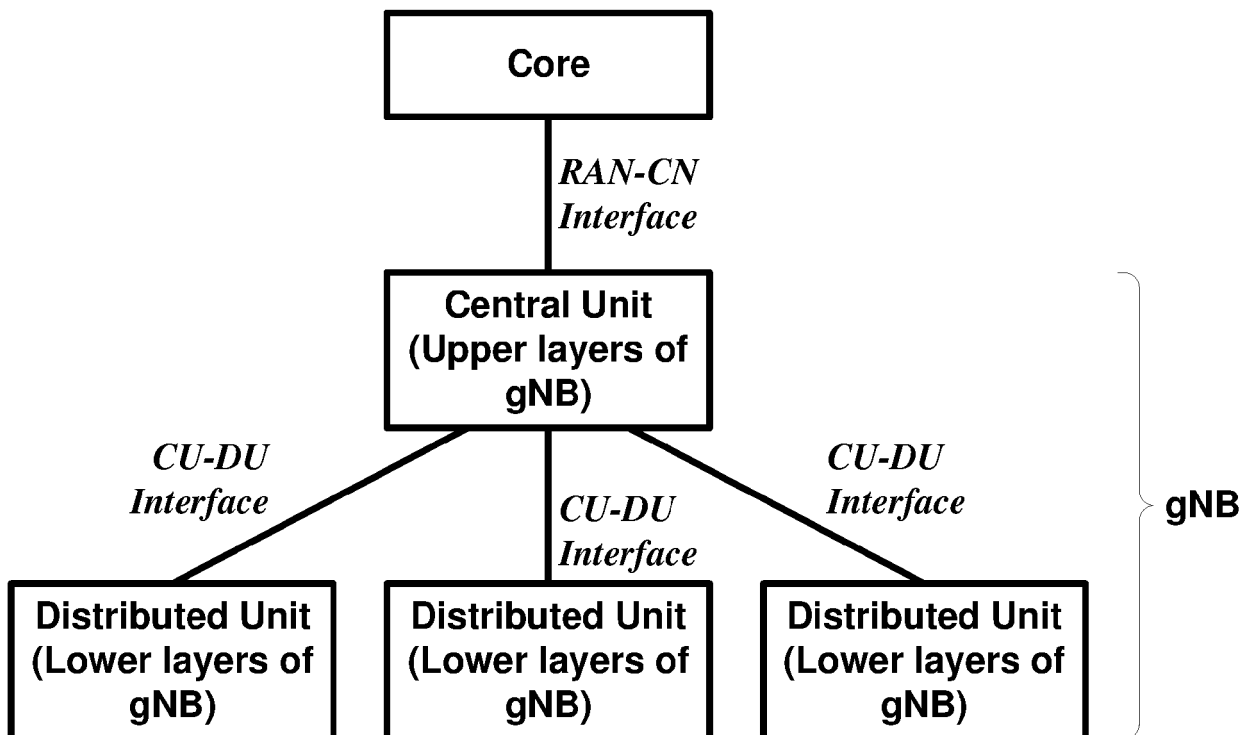 Core
RAN-CN
Interface
Central Unit
(Upper layers of
gNB)
CU-DU
Interface
CU-DU
Interface
CU-DU
Interface
gNB
Distributed Unit
(Lower layers of
gNB)
Distributed Unit
(Lower layers of
gNB)
Distributed Unit
(Lower layers of
gNB)